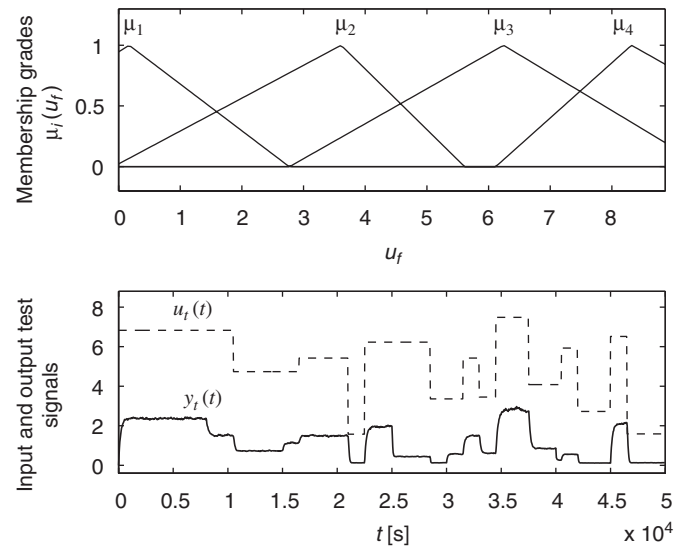 μ1 μ2 μ3 μ4
Membership grades
μi (uf)
1
0.5
0
0 1 2 3 4 5 6 7 8
uf
Input and output test
signals
8
6
4
2
0
ut (t)
yt (t)
0 0.5 1 0 1.5 2 2.5 3 3.5 4 4.5 5
t [s]
x 10^4